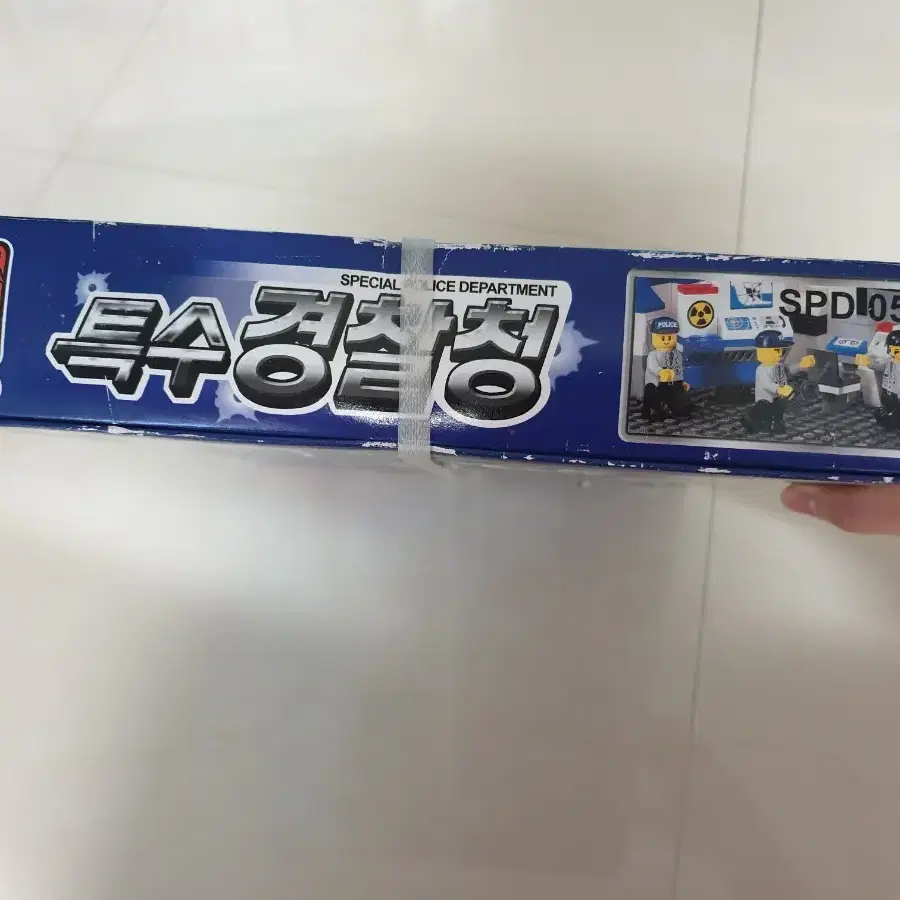 SPECIAL POLICE DEPARTMENT
특수경찰청
SPD 05
POLICE